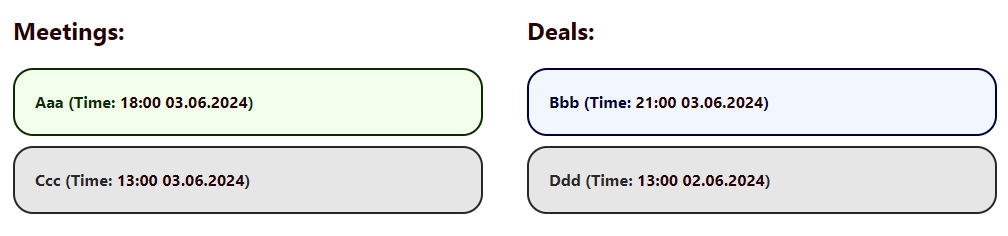 Meetings:
Aaa (Time: 18:00 03.06.2024)
Ccc (Time: 13:00 03.06.2024)
Deals:
Bbb (Time: 21:00 03.06.2024)
Ddd (Time: 13:00 02.06.2024)